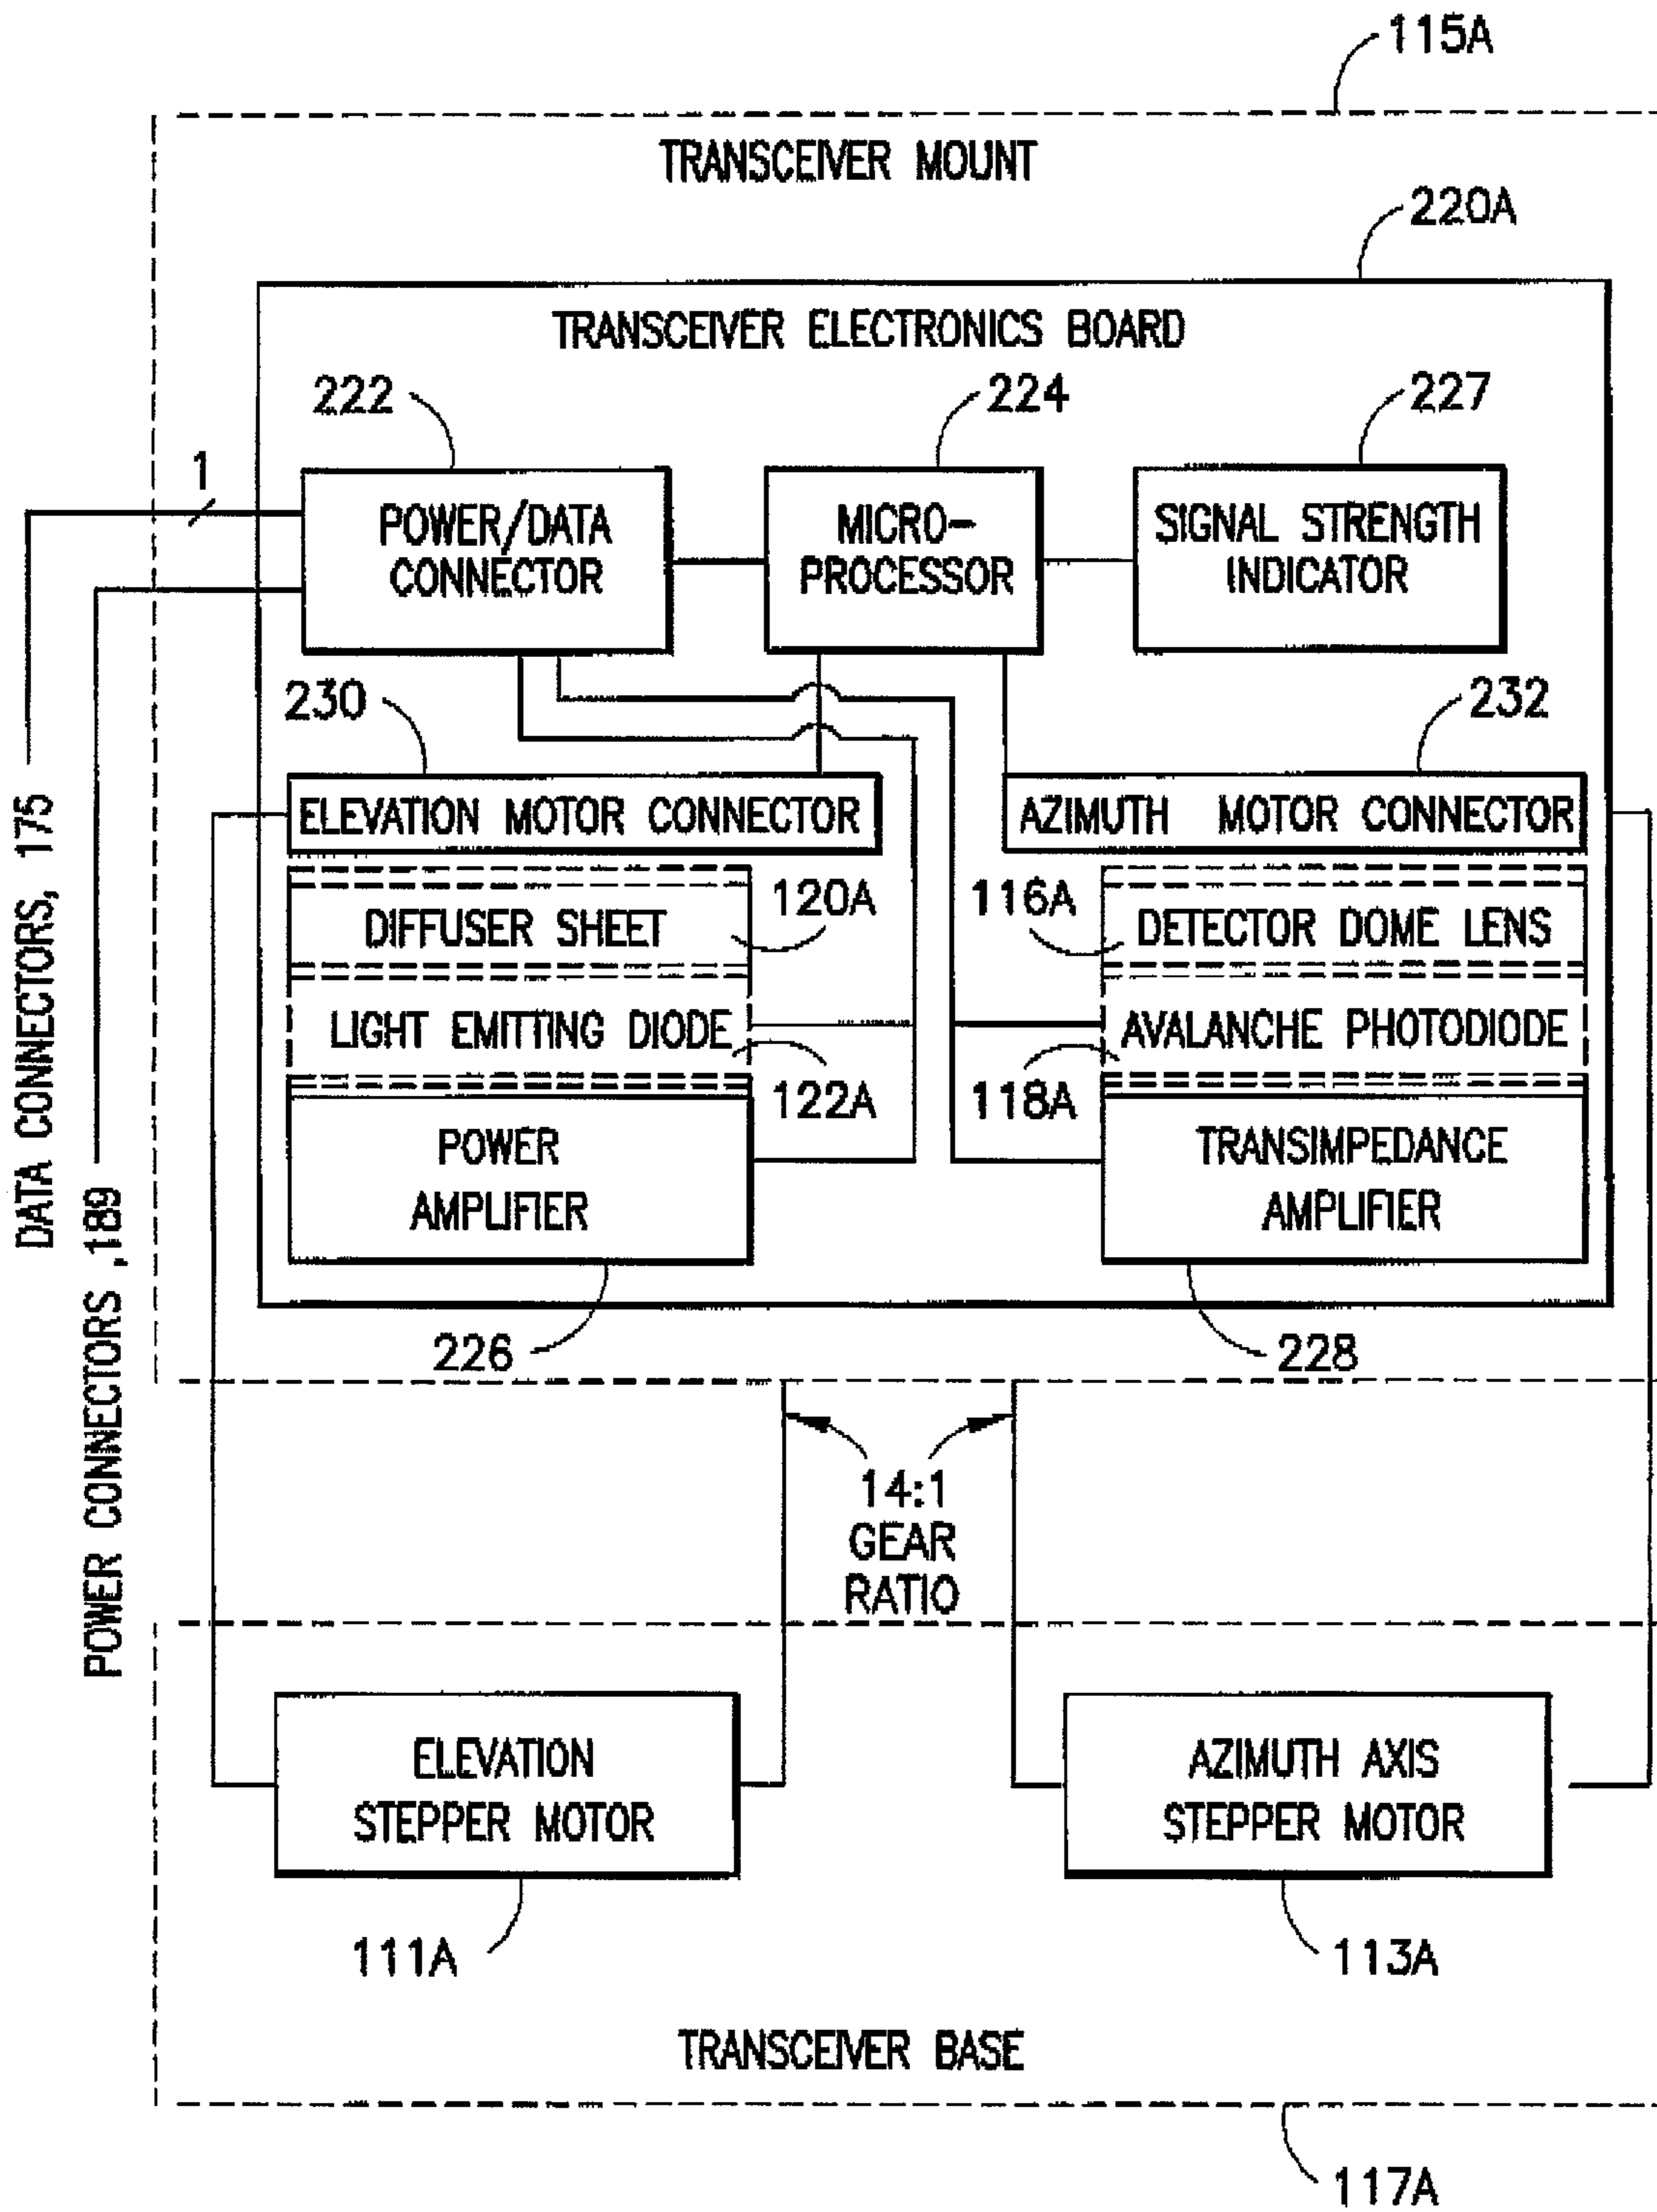 115A
TRANSCEIVER MOUNT
220A
TRANSCEIVER ELECTRONICS BOARD
222
224
227
1
POWER/DATA
CONNECTOR
MICRO-
PROCESSOR
SIGNAL STRENGTH
INDICATOR
230
232
ELEVATION MOTOR CONNECTOR
AZIMUTH MOTOR CONNECTOR
DIFFUSER SHEET
120A
116A
DETECTOR DOME LENS
LIGHT EMITTING DIODE
122A
118A
AVALANCHE PHOTODIODE
POWER
AMPLIFIER
TRANSIMPEDANCE
AMPLIFIER
226
228
DATA CONNECTORS, 175
POWER CONNECTORS ,189
14:1
GEAR
RATIO
ELEVATION
STEPPER MOTOR
AZIMUTH AXIS
STEPPER MOTOR
111A
113A
TRANSCEIVER BASE
117A